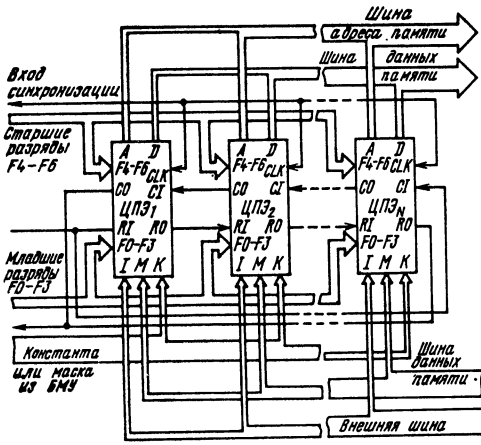 Шина
адреса памяти
Шина данных
памяти
Вход
синхронизации
Старшие
разряды
F4-F6
A D
F4-F6 CLK
CO CI
ЦПЭ1
RI RO
F0-F3
I M K
A D
F4-F6 CLK
CO CI
ЦПЭ2
RI RO
F0-F3
I M K
A D
F4-F6 CLK
CO CI
ЦПЭN
RI RO
F0-F3
I M K
Младшие
разряды
F0-F3
Константа
или маска
из БМУ
Шина
данных
памяти
Внешняя шина